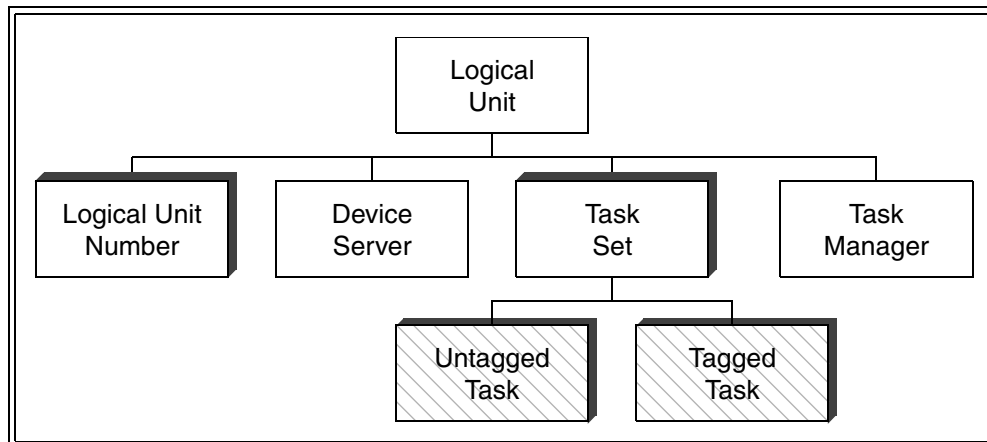 Logical
Unit
Logical Unit
Number
Device
Server
Task
Set
Task
Manager
Untagged
Task
Tagged
Task